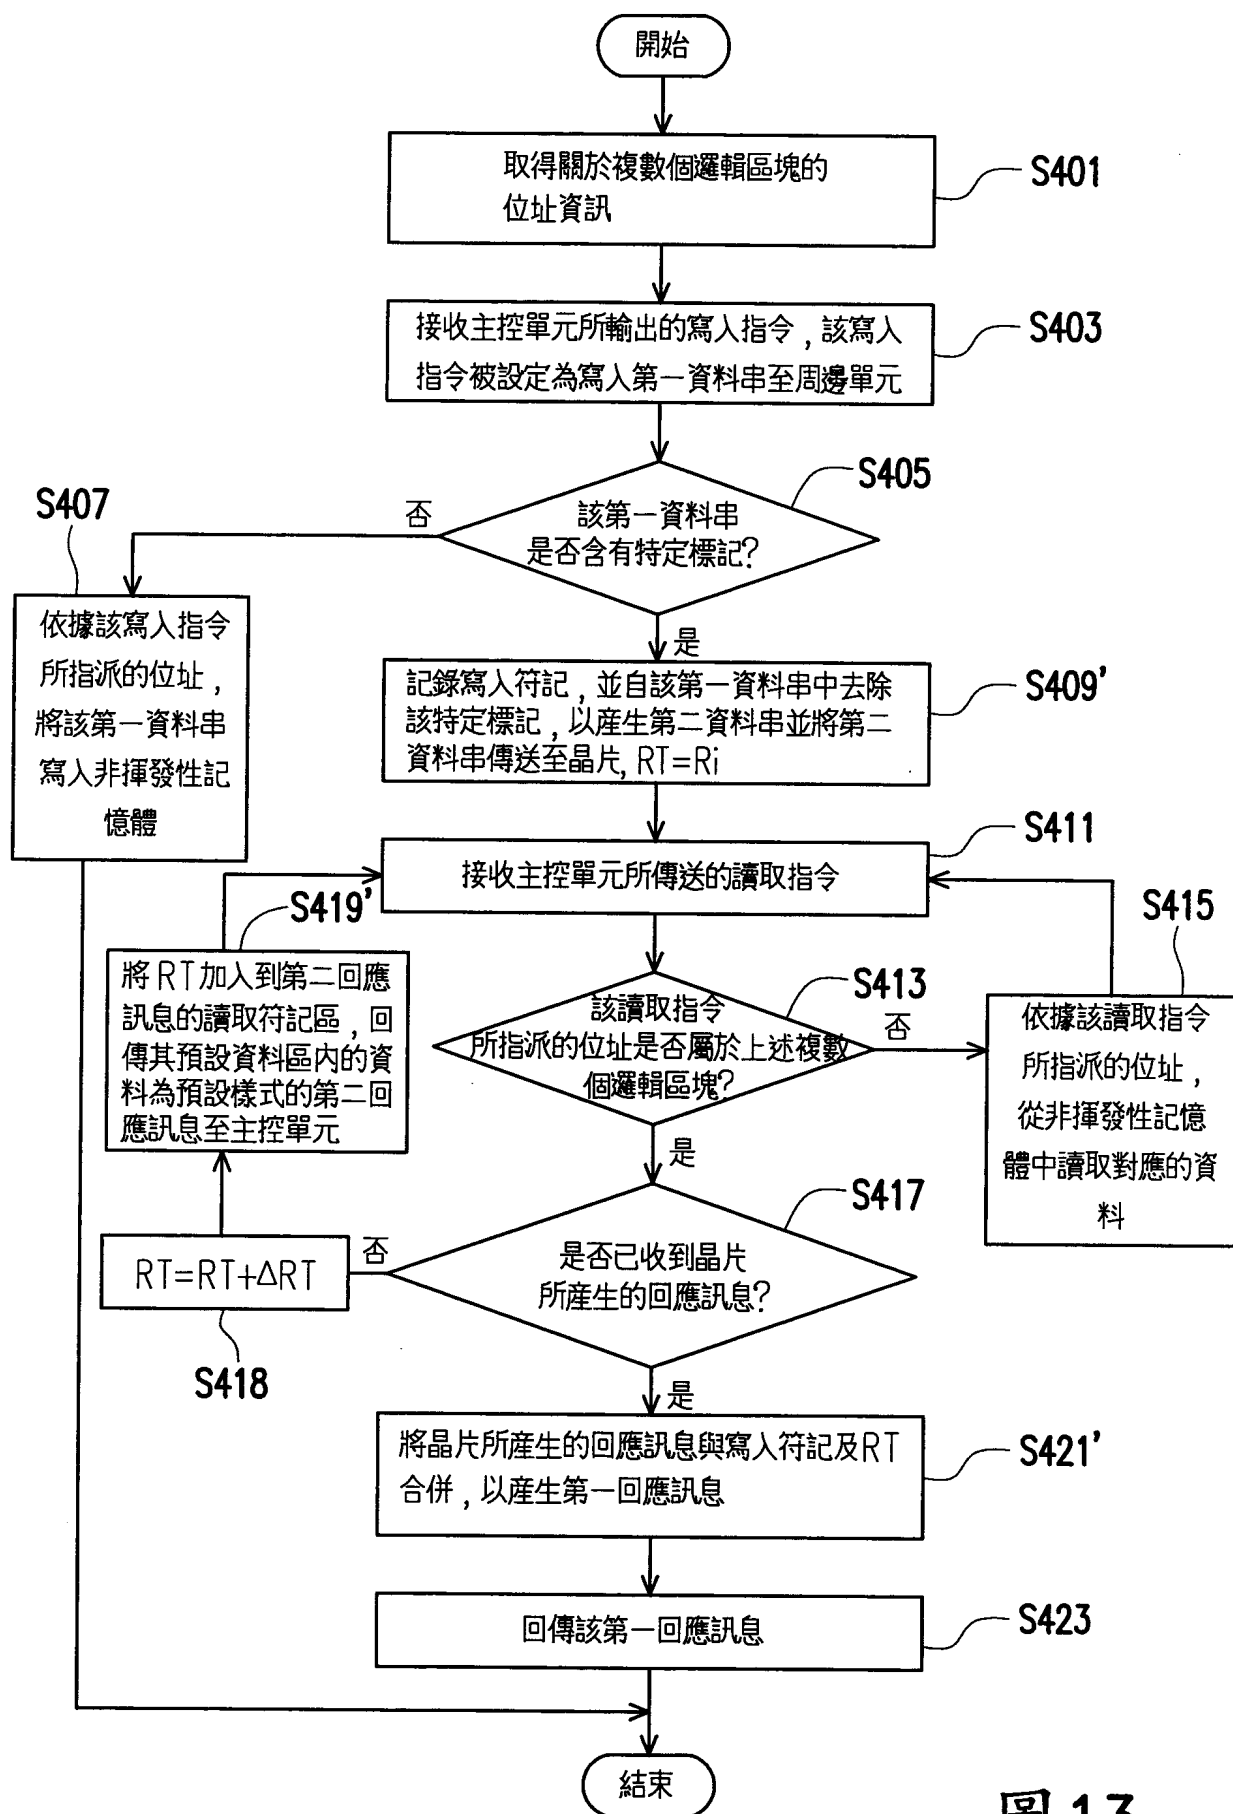 開始
取得關於複數個邏輯區塊的
位址資訊
S401
接收主控單元所輸出的寫入指令，該寫入
指令被設定為寫入第一資料串至周邊單元
S403
該第一資料串
是否含有特定標記?
S405
否
S407
依據該寫入指令
所指派的位址，
將該第一資料串
寫入非揮發性記
憶體
是
記錄寫入符記，並自該第一資料串中去除
該特定標記，以産生第二資料串並將第二
資料串傳送至晶片, RT=Ri
S409'
接收主控單元所傳送的讀取指令
S411
S419'
將RT加入到第二回應
訊息的讀取符記區，回
傳其預設資料區內的資
料為預設樣式的第二回
應訊息至主控單元
該讀取指令
所指派的位址是否屬於上述複數
個邏輯區塊?
S413
否
S415
依據該讀取指令
所指派的位址，
從非揮發性記憶
體中讀取對應的資
料
是
是否已收到晶片
所産生的回應訊息?
S417
否
RT=RT+ΔRT
S418
是
將晶片所産生的回應訊息與寫入符記及RT
合併，以産生第一回應訊息
S421'
回傳該第一回應訊息
S423
結束
圖 13